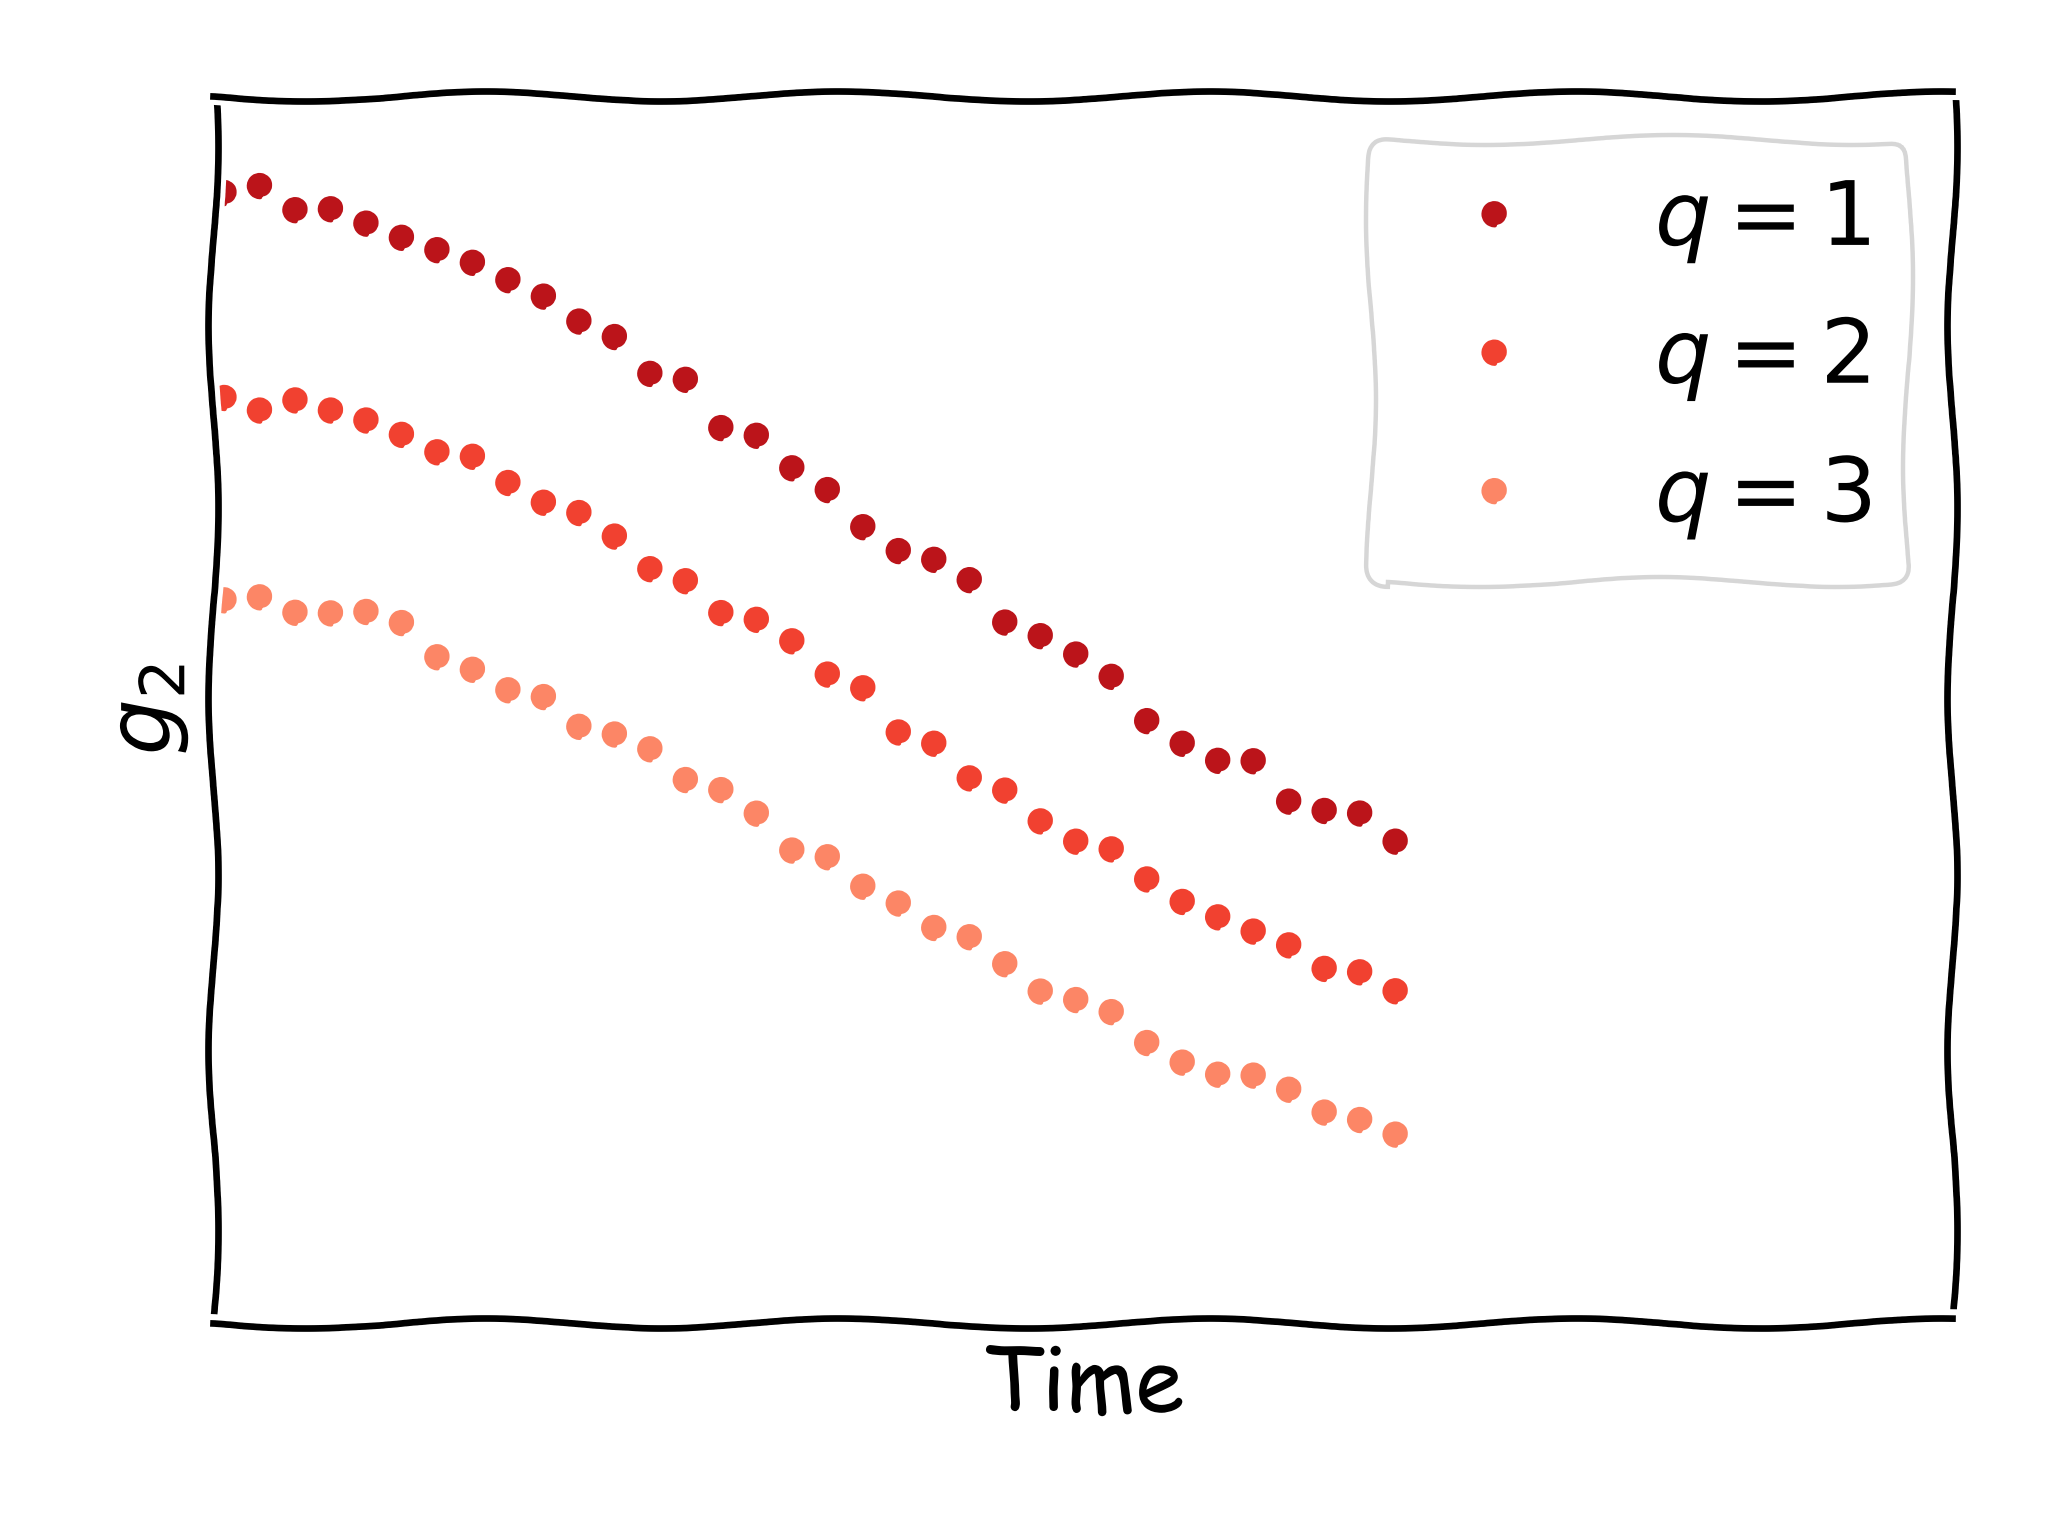 q = 1
q = 2
q = 3
g₂
Time